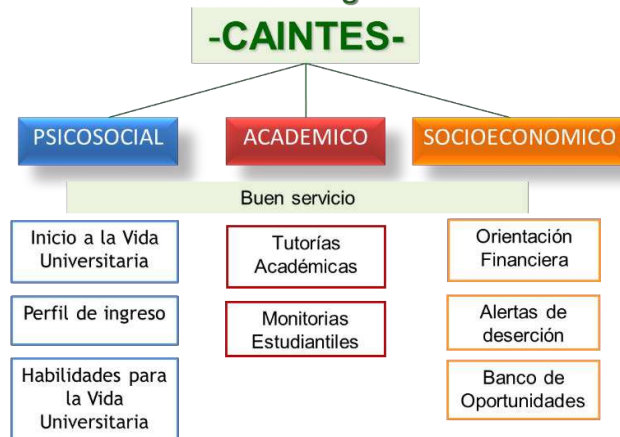 -CAINTES-
PSICOSOCIAL
ACADEMICO
SOCIOECONOMICO
Buen servicio
Inicio a la Vida
Universitaria
Perfil de ingreso
Habilidades para
la Vida
Universitaria
Tutorías
Académicas
Monitorias
Estudiantiles
Orientación
Financiera
Alertas de
deserción
Banco de
Oportunidades